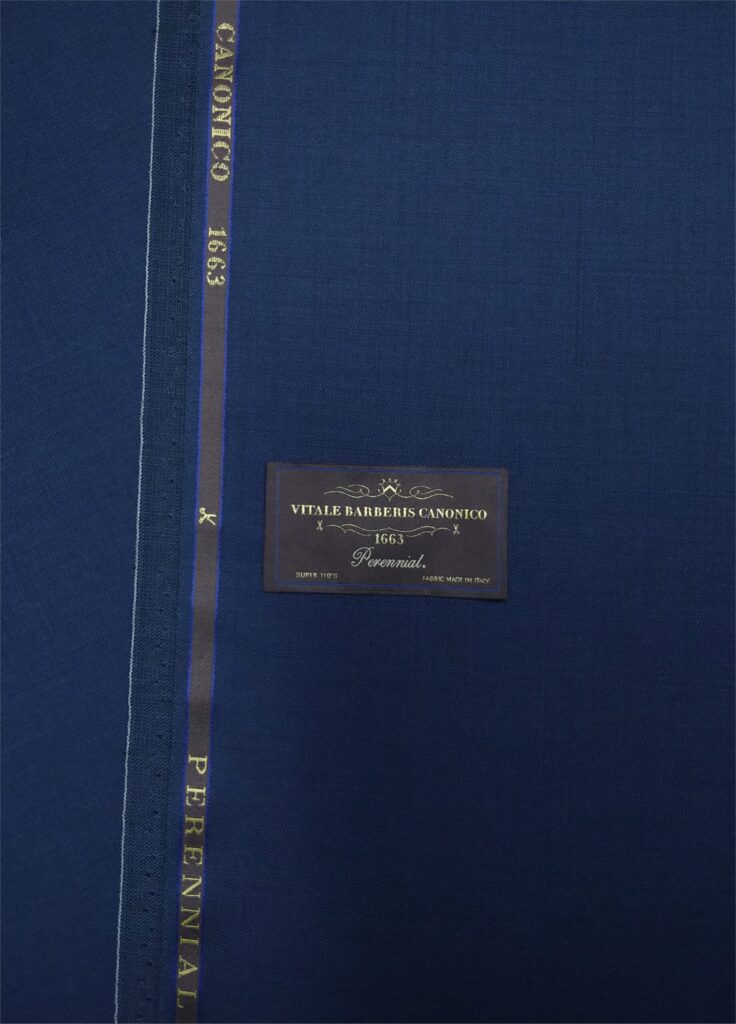 CANONICO 1663
PERENNIAL
VITALE BARBERIS CANONICO
1663
Perennial.
SUPER 110'S
FABRIC MADE IN ITALY